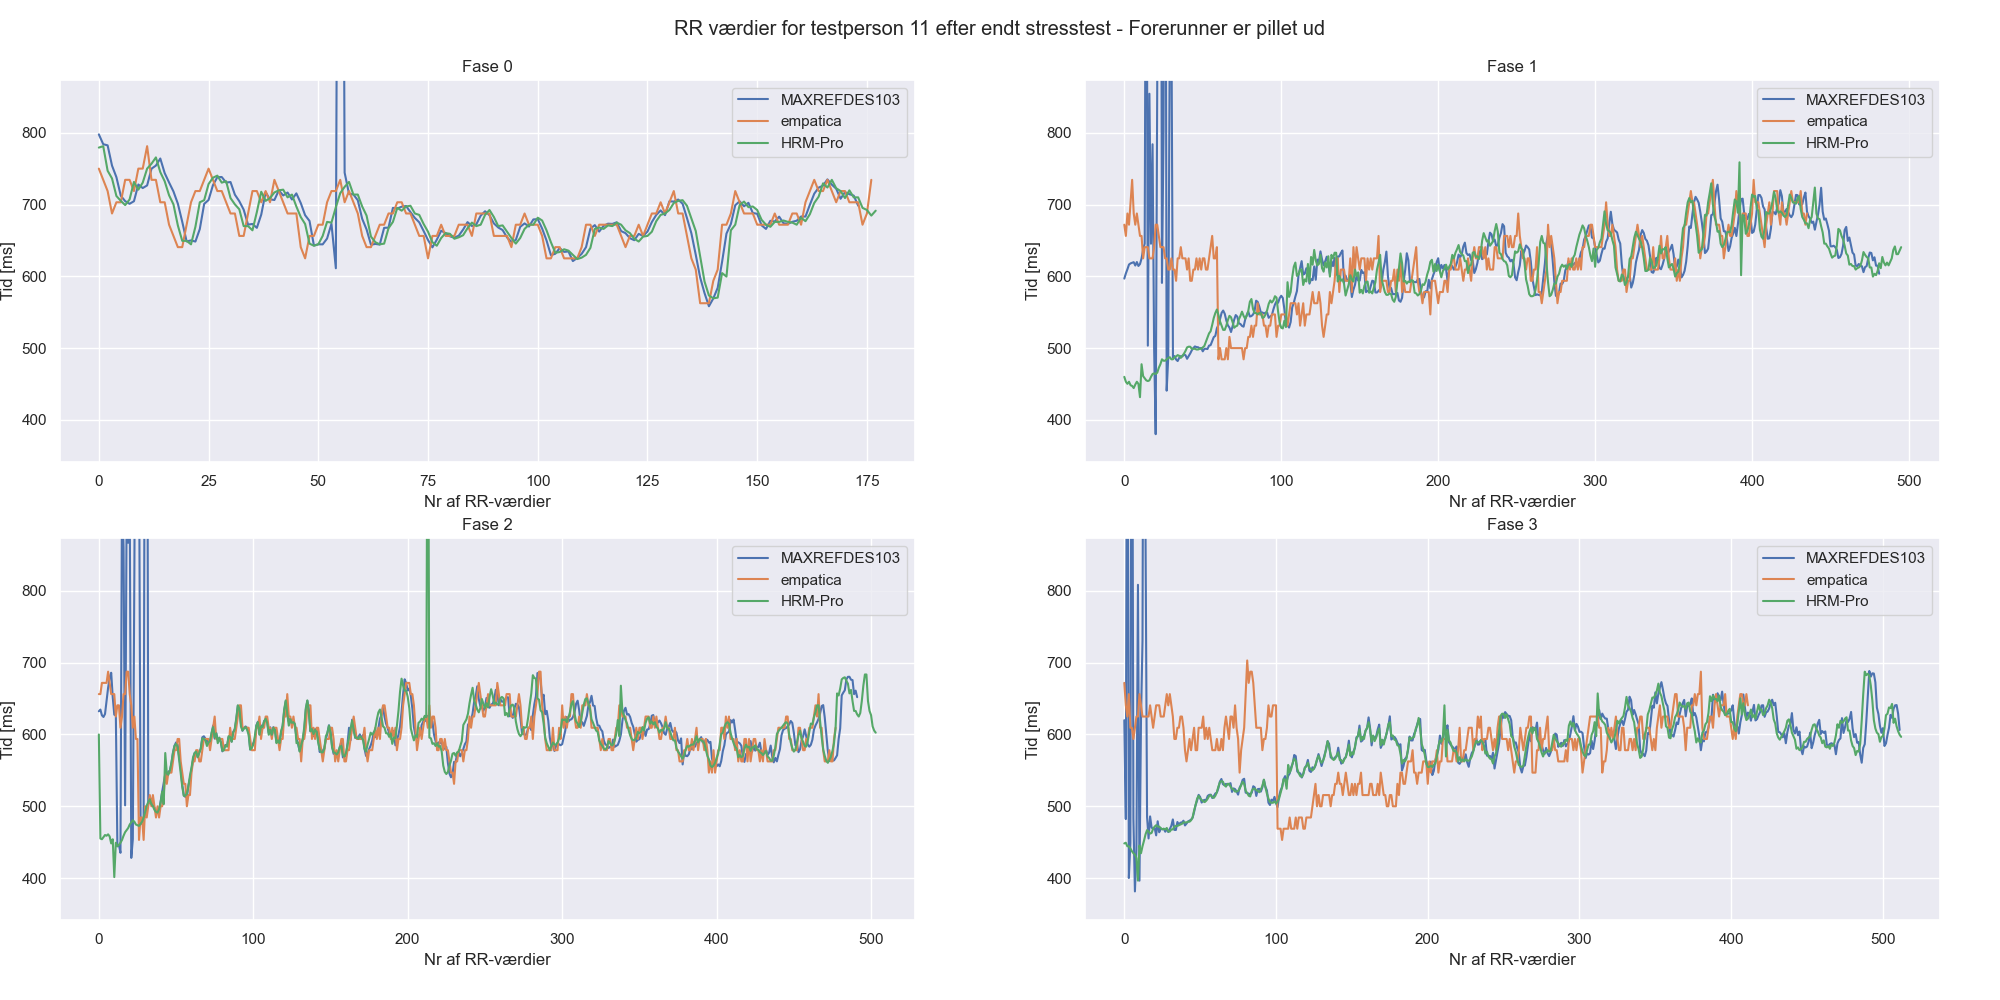 RR værdier for testperson 11 efter endt stresstest - Forerunner er pillet ud
Fase 0
MAXREFDES103
empatica
HRM-Pro
800
700
600
500
400
Tid [ms]
0 25 50 75 100 125 150 175
Nr af RR-værdier
Fase 1
MAXREFDES103
empatica
HRM-Pro
800
700
600
500
400
Tid [ms]
0 100 200 300 400 500
Nr af RR-værdier
Fase 2
MAXREFDES103
empatica
HRM-Pro
800
700
600
500
400
Tid [ms]
0 100 200 300 400 500
Nr af RR-værdier
Fase 3
MAXREFDES103
empatica
HRM-Pro
800
700
600
500
400
Tid [ms]
0 100 200 300 400 500
Nr af RR-værdier